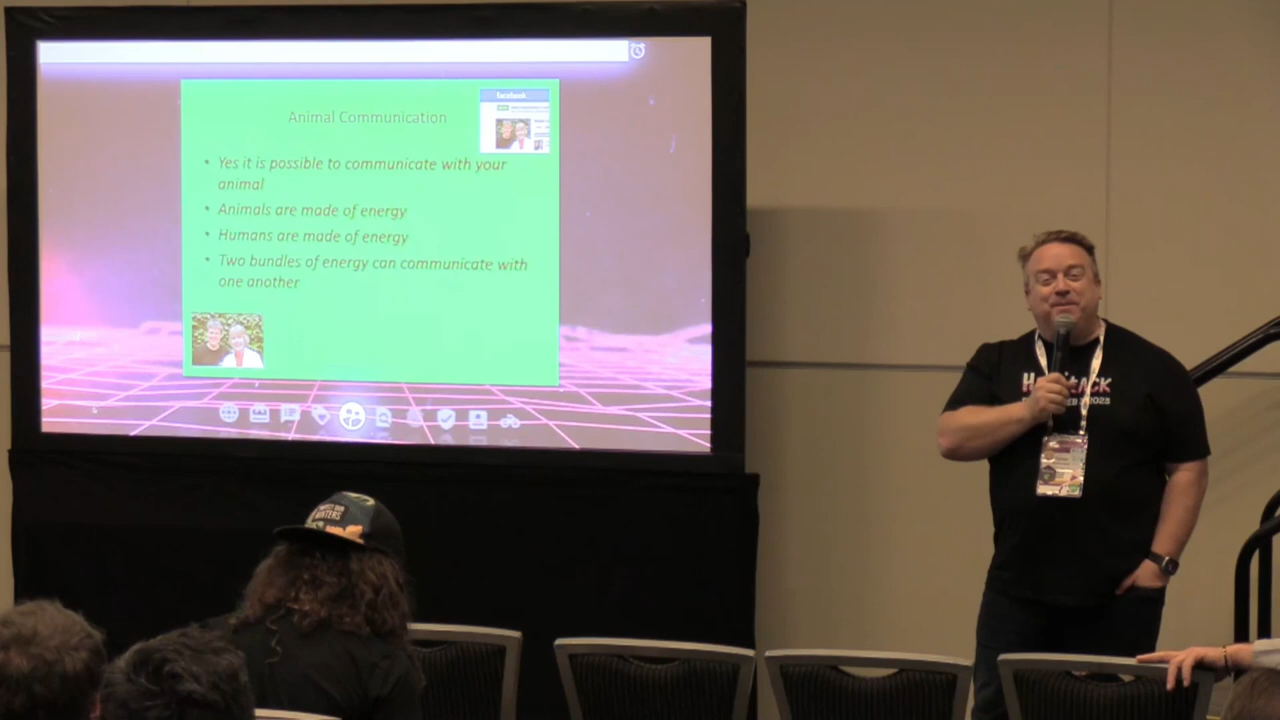 facebook
Animal Communication
• Yes it is possible to communicate with your
animal
• Animals are made of energy
• Humans are made of energy
• Two bundles of energy can communicate with
one another
2023